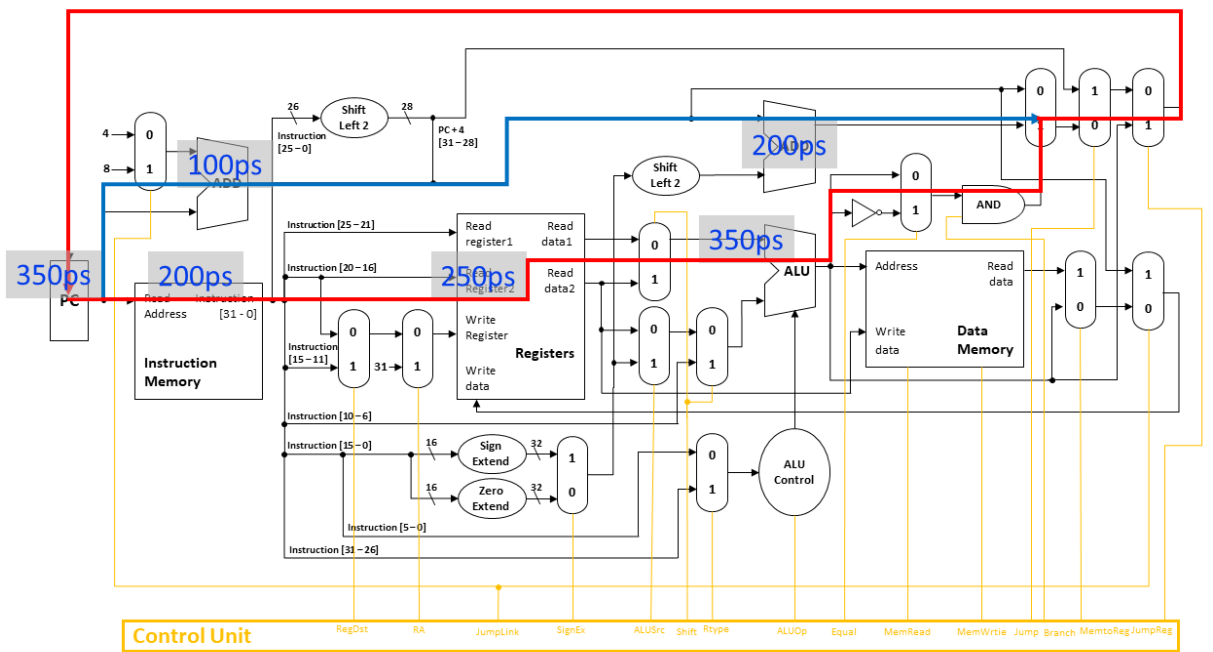 26
Shift
Left 2
28
Instruction
[25 – 0]
PC + 4
[31 – 28]
4
8
0
1
100ps
ADD
200ps
Shift
Left 2
0
1
AND
0
1
0
1
0
1
350ps
PC
200ps
Read
Address
Instruction
[31 - 0]
Instruction
Memory
Instruction [25 – 21]
Instruction [20 – 16]
Instruction
[15 – 11]
0
1
31
0
1
250ps
Read
register1
Read
data1
Read
Register2
Read
data2
Write
Register
Registers
Write
data
0
1
0
1
0
1
350ps
ALU
Address
Read
data
Write
data
Data
Memory
1
0
1
0
Instruction [10 – 6]
Instruction [15 – 0]
16
Sign
Extend
32
16
Zero
Extend
32
1
0
0
1
ALU
Control
Instruction [5 – 0]
Instruction [31 – 26]
Control Unit
RegDst
RA
JumpLink
SignEx
ALUSrc
Shift
Rtype
ALUOp
Equal
MemRead
MemWrtie
Jump
Branch
MemtoReg
JumpReg